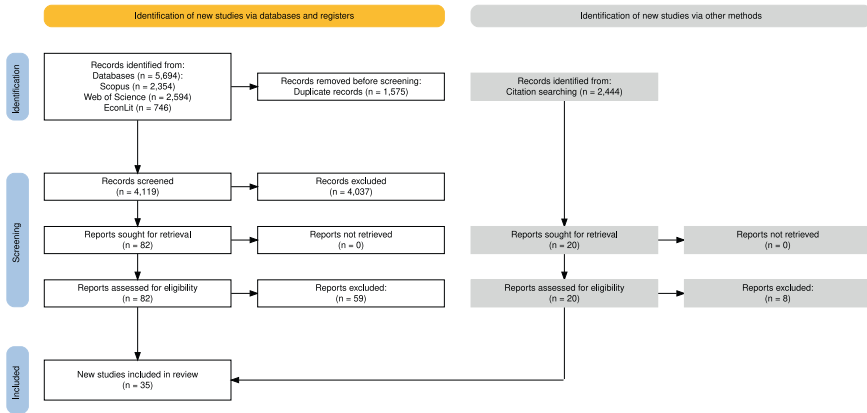 Identification of new studies via databases and registers
Identification of new studies via other methods
Identification
Records identified from:
Databases (n = 5,694):
Scopus (n = 2,354)
Web of Science (n = 2,594)
EconLit (n = 746)
Records removed before screening:
Duplicate records (n = 1,575)
Records identified from:
Citation searching (n = 2,444)
Screening
Records screened
(n = 4,119)
Records excluded
(n = 4,037)
Reports sought for retrieval
(n = 82)
Reports not retrieved
(n = 0)
Reports sought for retrieval
(n = 20)
Reports not retrieved
(n = 0)
Reports assessed for eligibility
(n = 82)
Reports excluded:
(n = 59)
Reports assessed for eligibility
(n = 20)
Reports excluded:
(n = 8)
Included
New studies included in review
(n = 35)